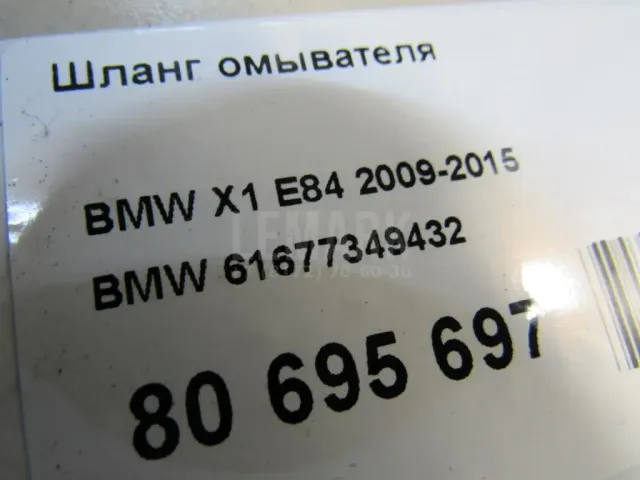 Шланг омывателя
BMW X1 E84 2009-2015
BMW 61677349432
80 695 697